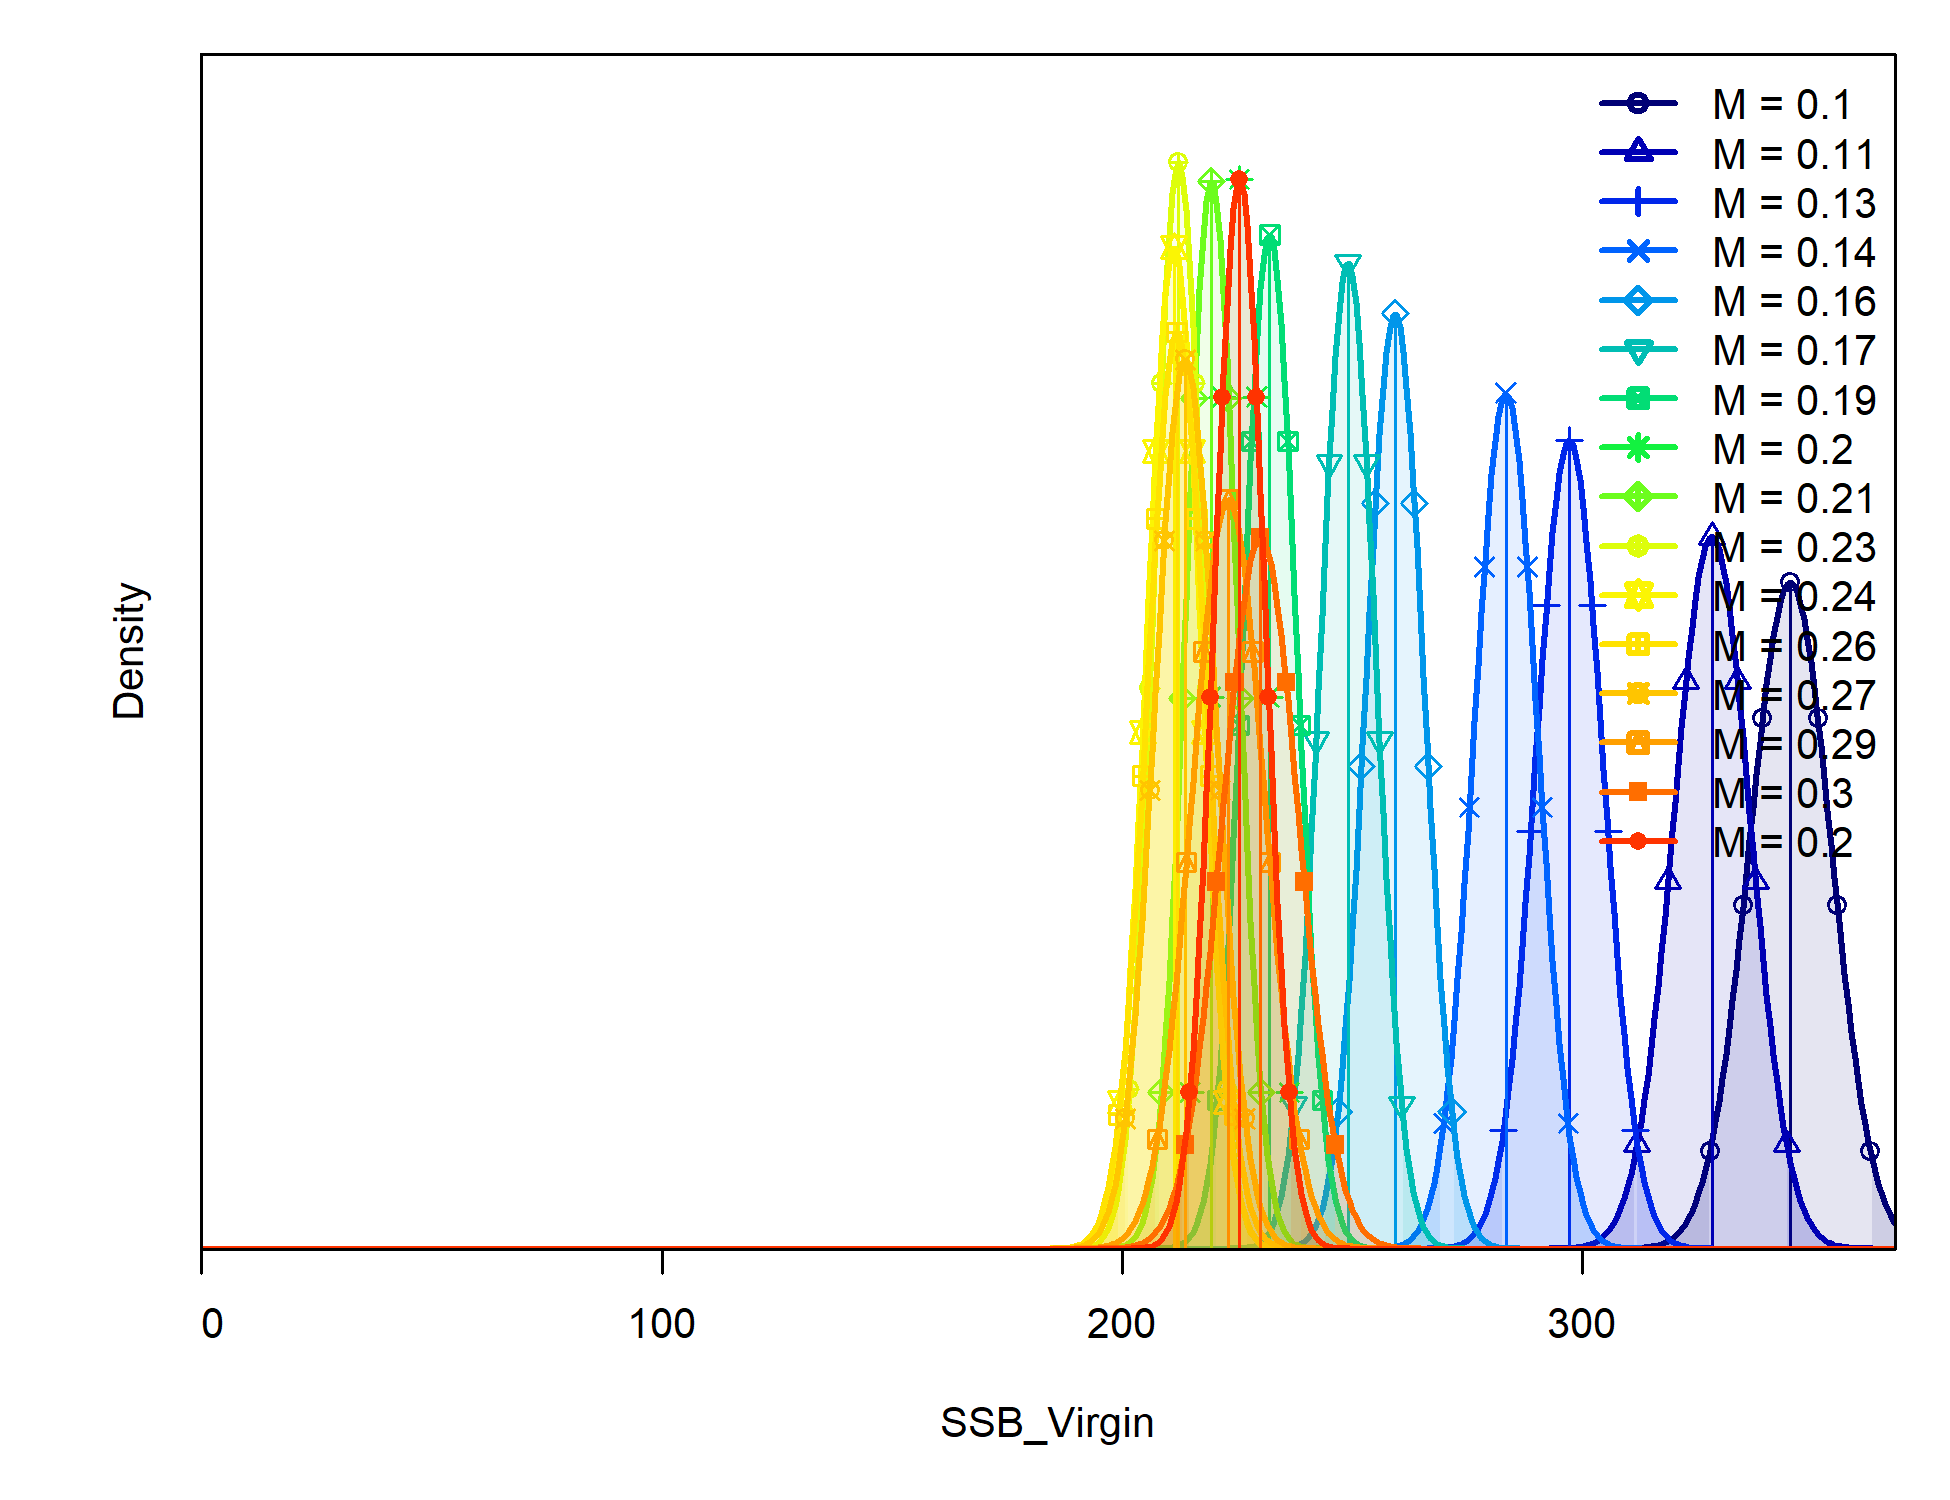 M = 0.1
M = 0.11
M = 0.13
M = 0.14
M = 0.16
M = 0.17
M = 0.19
M = 0.2
M = 0.21
M = 0.23
M = 0.24
M = 0.26
M = 0.27
M = 0.29
M = 0.3
M = 0.2
Density
0 100 200 300
SSB_Virgin